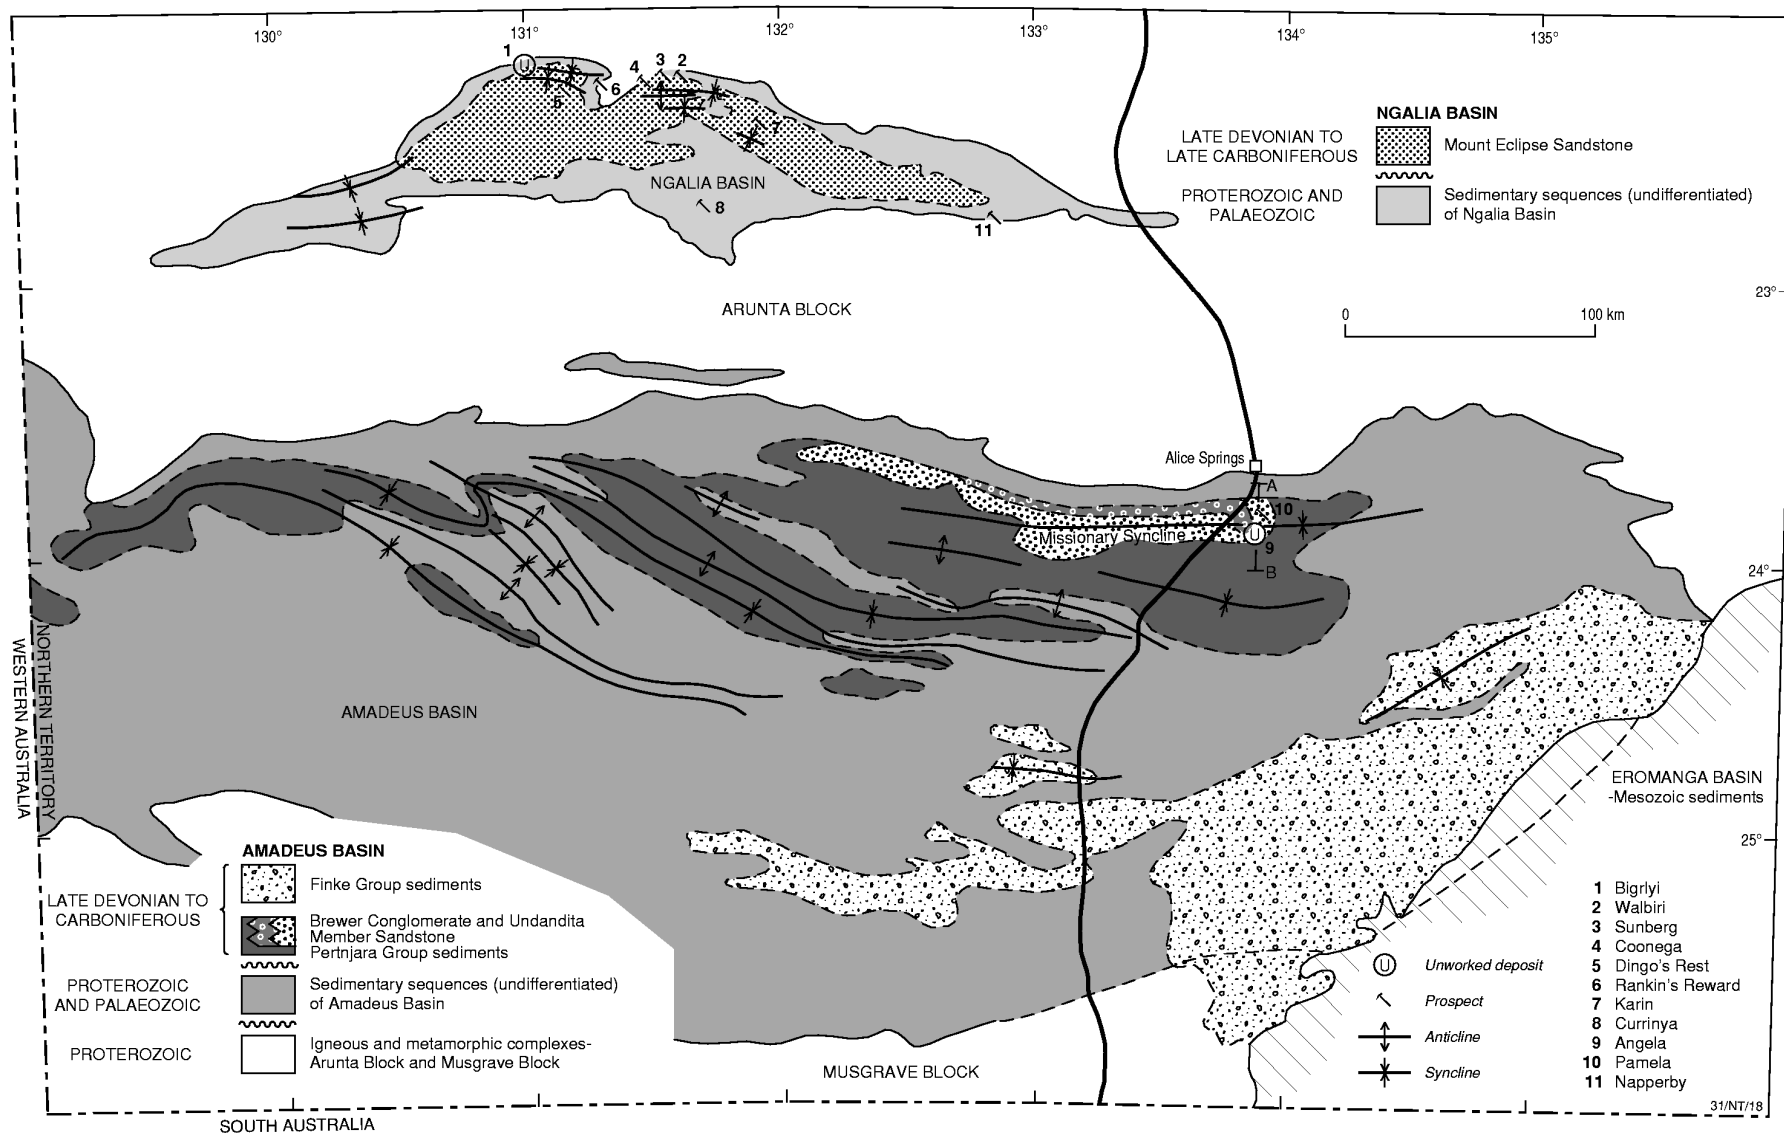 130°
131°
132°
133°
134°
135°
1
U
5
6
4
3
2
7
NGALIA BASIN
8
11
NGALIA BASIN
LATE DEVONIAN TO
LATE CARBONIFEROUS
Mount Eclipse Sandstone
PROTEROZOIC AND
PALAEOZOIC
Sedimentary sequences (undifferentiated)
of Ngalia Basin
ARUNTA BLOCK
23°
0
100 km
Alice Springs
A
10
Missionary Syncline
U
9
B
24°
NORTHERN TERRITORY
WESTERN AUSTRALIA
AMADEUS BASIN
EROMANGA BASIN
-Mesozoic sediments
25°
AMADEUS BASIN
LATE DEVONIAN TO
CARBONIFEROUS
Finke Group sediments
Brewer Conglomerate and Undandita
Member Sandstone
Pertnjara Group sediments
PROTEROZOIC
AND PALAEOZOIC
Sedimentary sequences (undifferentiated)
of Amadeus Basin
PROTEROZOIC
Igneous and metamorphic complexes-
Arunta Block and Musgrave Block
MUSGRAVE BLOCK
U
Unworked deposit
Prospect
Anticline
Syncline
1 Bigrlyi
2 Walbiri
3 Sunberg
4 Coonega
5 Dingo's Rest
6 Rankin's Reward
7 Karin
8 Currinya
9 Angela
10 Pamela
11 Napperby
31/NT/18
SOUTH AUSTRALIA